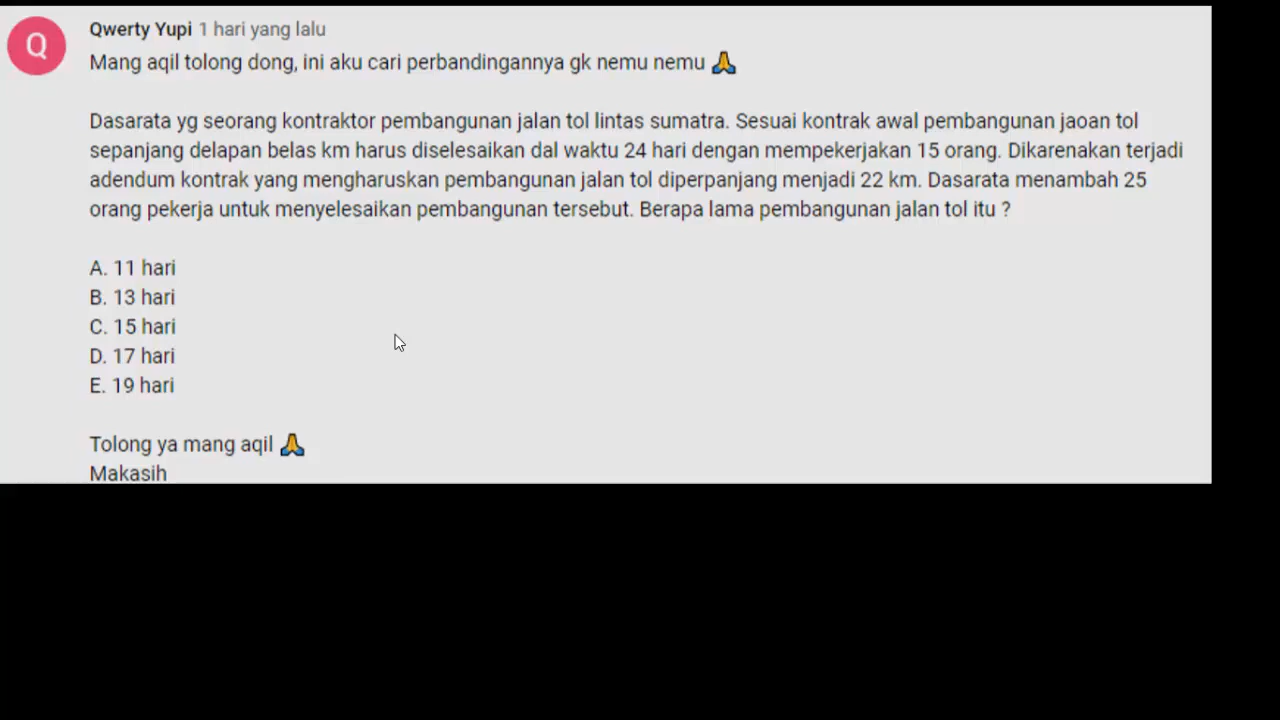 Q
Qwerty Yupi 1 hari yang lalu
Mang aqil tolong dong, ini aku cari perbandingannya gk nemu nemu 🙏
Dasarata yg seorang kontraktor pembangunan jalan tol lintas sumatra. Sesuai kontrak awal pembangunan jaoan tol
sepanjang delapan belas km harus diselesaikan dal waktu 24 hari dengan mempekerjakan 15 orang. Dikarenakan terjadi
adendum kontrak yang mengharuskan pembangunan jalan tol diperpanjang menjadi 22 km. Dasarata menambah 25
orang pekerja untuk menyelesaikan pembangunan tersebut. Berapa lama pembangunan jalan tol itu ?
A. 11 hari
B. 13 hari
C. 15 hari
D. 17 hari
E. 19 hari
Tolong ya mang aqil 🙏
Makasih